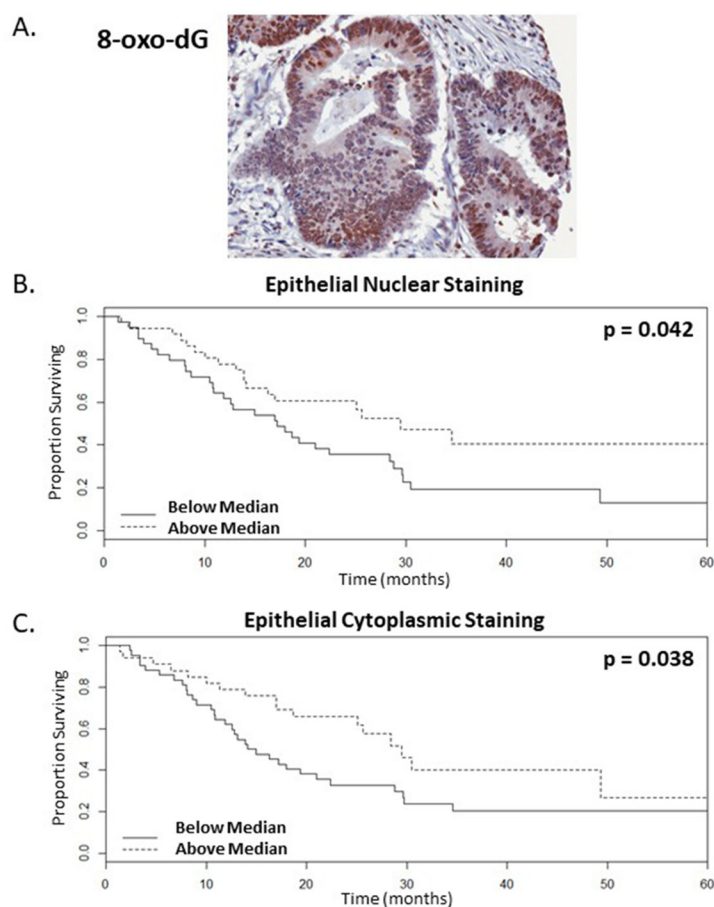 A.
8-oxo-dG
B.
Epithelial Nuclear Staining
p = 0.042
Proportion Surviving
0.0 0.2 0.4 0.6 0.8 1.0
Below Median
Above Median
0 10 20 30 40 50 60
Time (months)
C.
Epithelial Cytoplasmic Staining
p = 0.038
Proportion Surviving
0.0 0.2 0.4 0.6 0.8 1.0
Below Median
Above Median
0 10 20 30 40 50 60
Time (months)